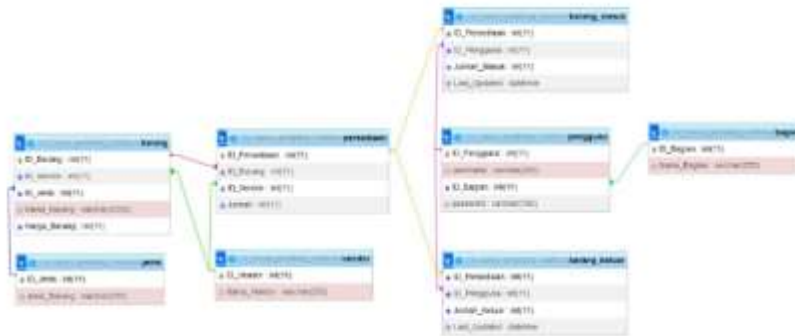 barang
ID_Barang : int(11)
ID_Vendor : int(11)
ID_Jenis : int(11)
Nama_Barang : varchar(255)
Harga_Barang : int(11)
jenis
ID_Jenis : int(11)
Jenis_Barang : varchar(255)
persediaan
ID_Persediaan : int(11)
ID_Barang : int(11)
ID_Vendor : int(11)
Jumlah : int(11)
vendor
ID_Vendor : int(11)
Nama_Vendor : varchar(255)
barang_masuk
ID_Persediaan : int(11)
ID_Pengguna : int(11)
Jumlah_Masuk : int(11)
Last_Updated : datetime
pengguna
ID_Pengguna : int(11)
username : varchar(255)
ID_Bagian : int(11)
password : varchar(255)
barang_keluar
ID_Persediaan : int(11)
ID_Pengguna : int(11)
Jumlah_Keluar : int(11)
Last_Updated : datetime
ID_Bagian : int(11)
Nama_Bagian : varchar(255)